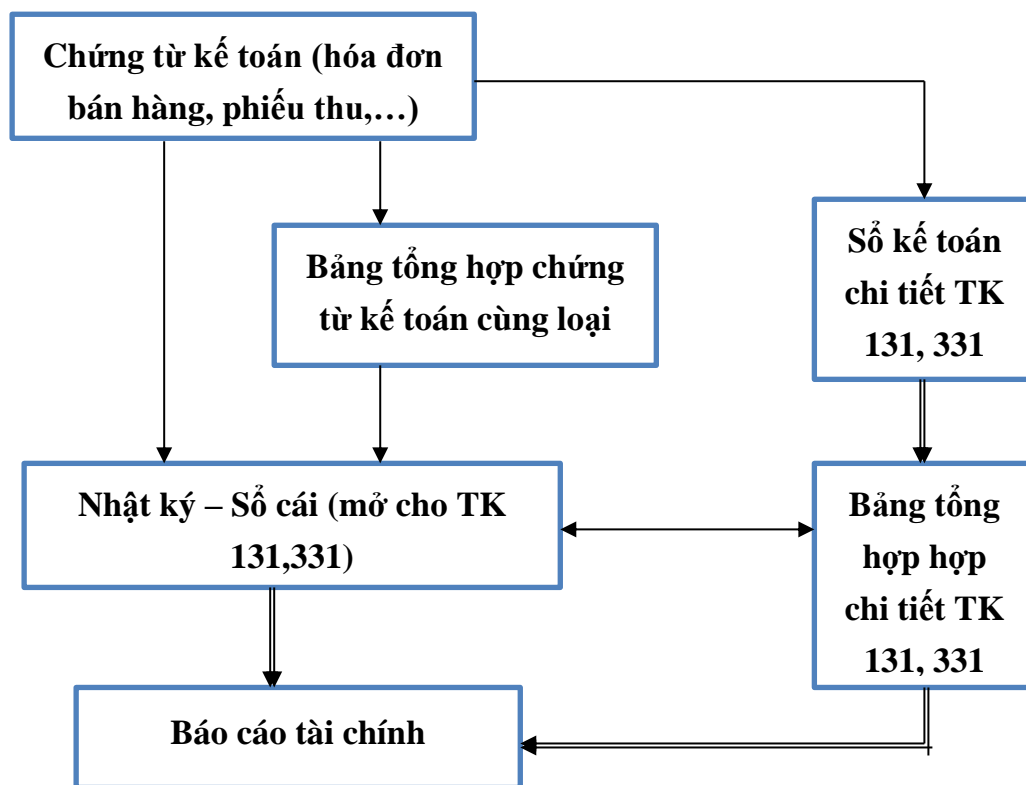 Chứng từ kế toán (hóa đơn
bán hàng, phiếu thu,…)
Bảng tổng hợp chứng
từ kế toán cùng loại
Sổ kế toán
chi tiết TK
131, 331
Nhật ký – Sổ cái (mở cho TK
131,331)
Bảng tổng
hợp hợp
chi tiết TK
131, 331
Báo cáo tài chính